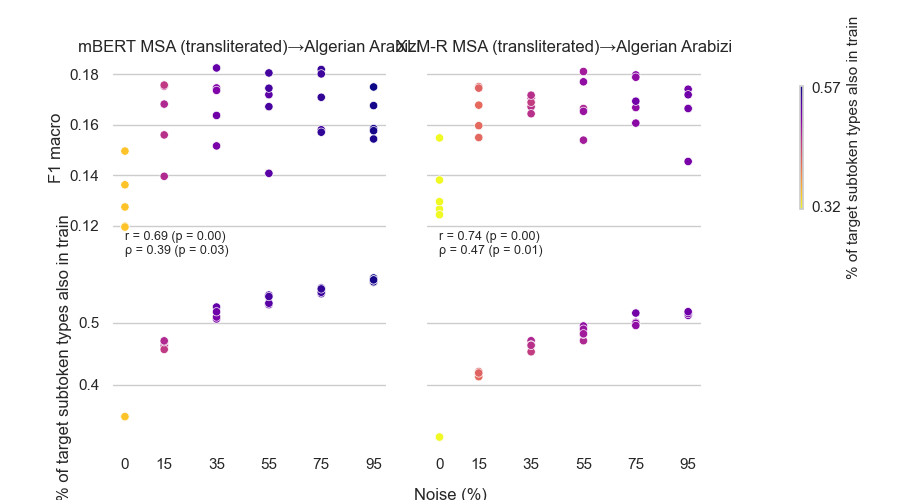 mBERT MSA (transliterated)→Algerian Arabizi
XLM-R MSA (transliterated)→Algerian Arabizi
F1 macro
0.18
0.16
0.14
0.12
r = 0.69 (p = 0.00)
ρ = 0.39 (p = 0.03)
r = 0.74 (p = 0.00)
ρ = 0.47 (p = 0.01)
% of target subtoken types also in train
0.5
0.4
0 15 35 55 75 95
0 15 35 55 75 95
Noise (%)
0.57
0.32
% of target subtoken types also in train